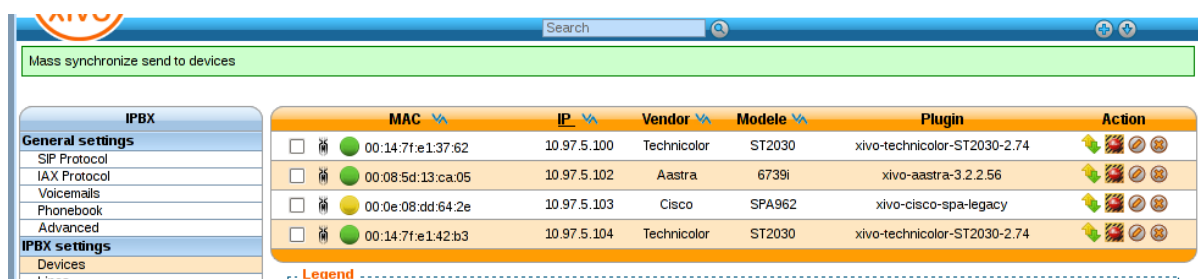 XIVO
Search
Mass synchronize send to devices
IPBX
General settings
SIP Protocol
IAX Protocol
Voicemails
Phonebook
Advanced
IPBX settings
Devices
MAC IP Vendor Modele Plugin Action
00:14:7f:e1:37:62 10.97.5.100 Technicolor ST2030 xivo-technicolor-ST2030-2.74
00:08:5d:13:ca:05 10.97.5.102 Aastra 6739i xivo-aastra-3.2.2.56
00:0e:08:dd:64:2e 10.97.5.103 Cisco SPA962 xivo-cisco-spa-legacy
00:14:7f:e1:42:b3 10.97.5.104 Technicolor ST2030 xivo-technicolor-ST2030-2.74
Legend